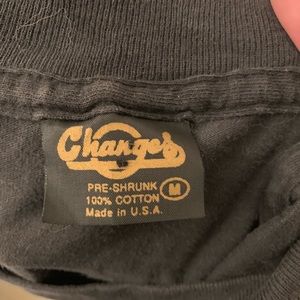 Changes
PRE-SHRUNK
100% COTTON M
Made in U.S.A.